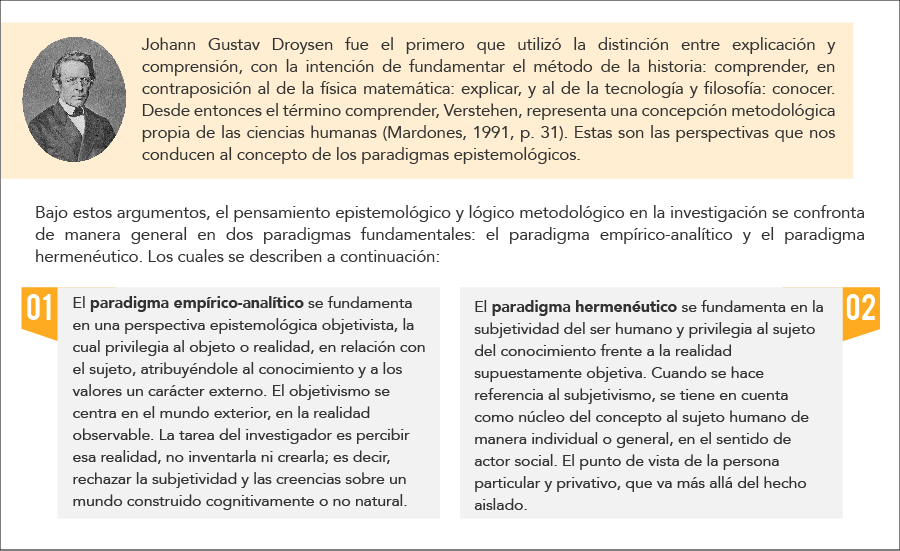 Johann Gustav Droysen fue el primero que utilizó la distinción entre explicación y
comprensión, con la intención de fundamentar el método de la historia: comprender, en
contraposición al de la física matemática: explicar, y al de la tecnología y filosofía: conocer.
Desde entonces el término comprender, Verstehen, representa una concepción metodológica
propia de las ciencias humanas (Mardones, 1991, p. 31). Estas son las perspectivas que nos
conducen al concepto de los paradigmas epistemológicos.
Bajo estos argumentos, el pensamiento epistemológico y lógico metodológico en la investigación se confronta
de manera general en dos paradigmas fundamentales: el paradigma empírico-analítico y el paradigma
hermenéutico. Los cuales se describen a continuación:
01
El paradigma empírico-analítico se fundamenta
en una perspectiva epistemológica objetivista, la
cual privilegia al objeto o realidad, en relación con
el sujeto, atribuyéndole al conocimiento y a los
valores un carácter externo. El objetivismo se
centra en el mundo exterior, en la realidad
observable. La tarea del investigador es percibir
esa realidad, no inventarla ni crearla; es decir,
rechazar la subjetividad y las creencias sobre un
mundo construido cognitivamente o no natural.
02
El paradigma hermenéutico se fundamenta en la
subjetividad del ser humano y privilegia al sujeto
del conocimiento frente a la realidad
supuestamente objetiva. Cuando se hace
referencia al subjetivismo, se tiene en cuenta
como núcleo del concepto al sujeto humano de
manera individual o general, en el sentido de
actor social. El punto de vista de la persona
particular y privativo, que va más allá del hecho
aislado.